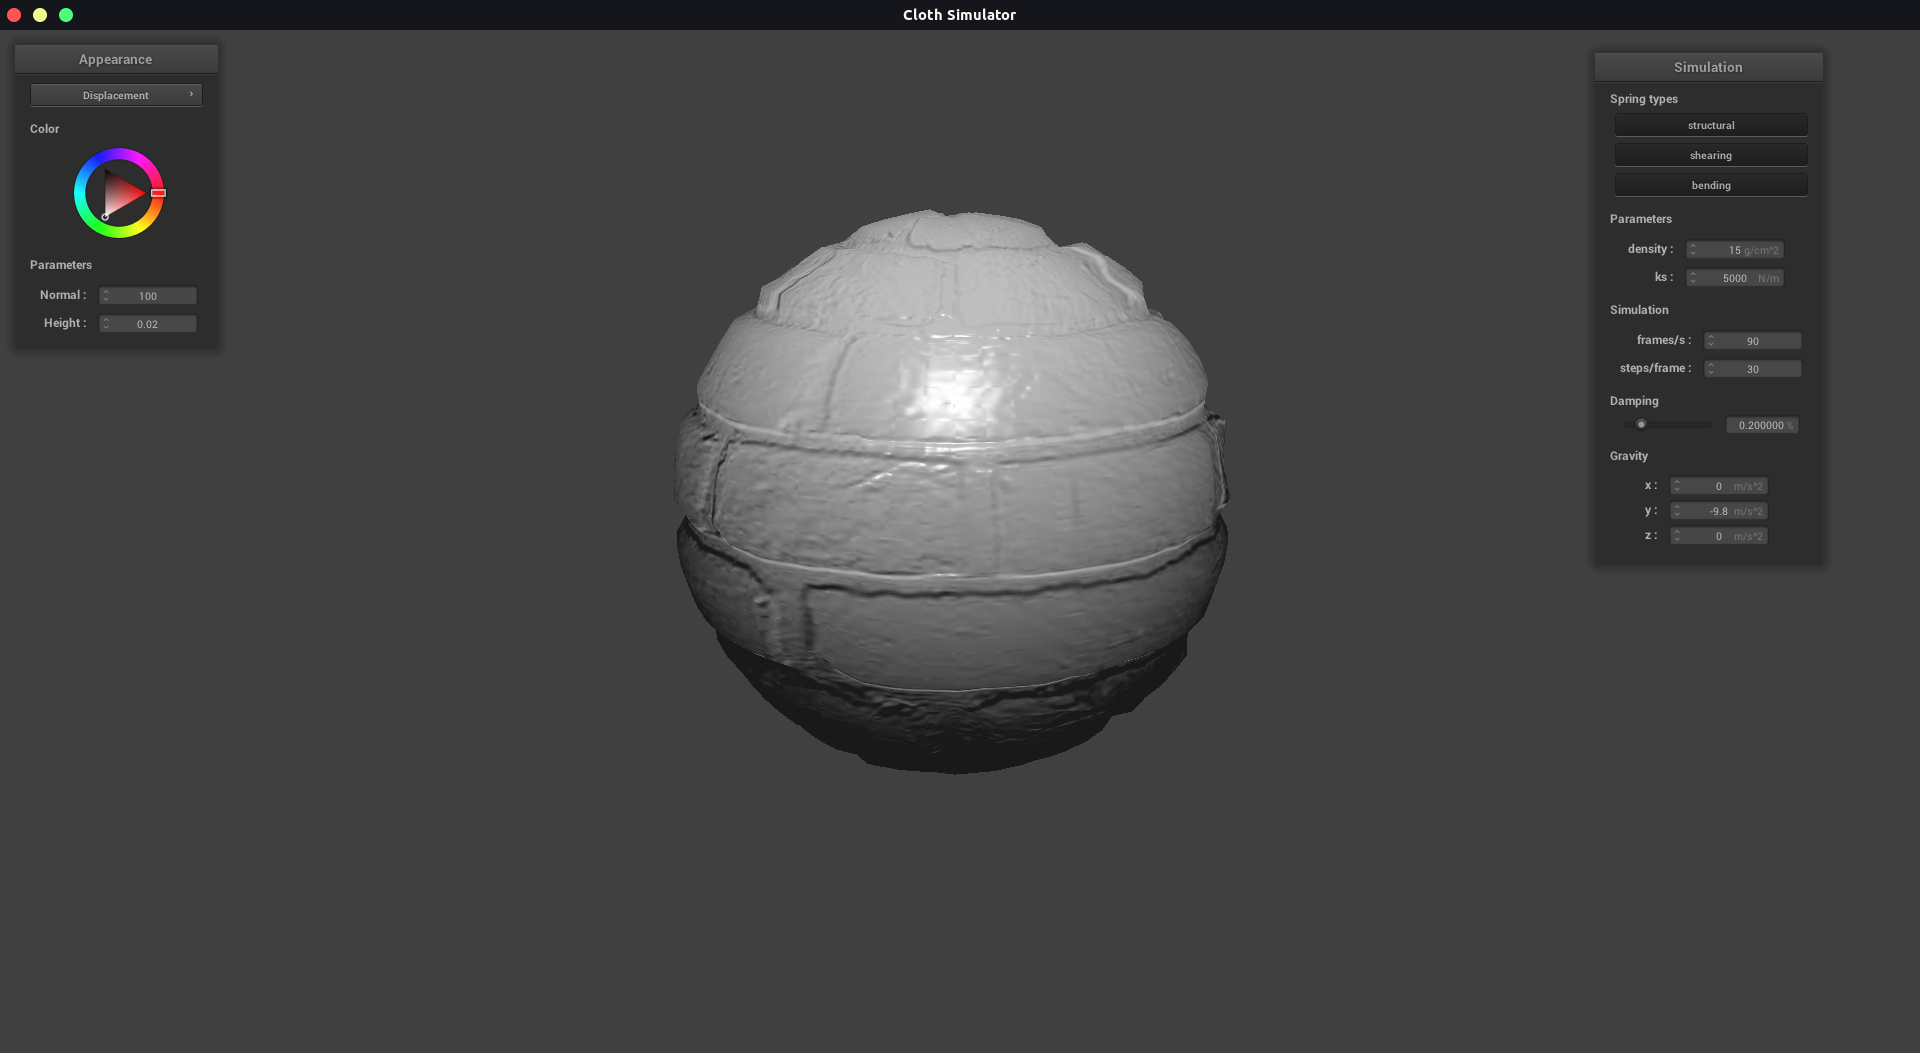 Cloth Simulator
Appearance
Displacement
Color
Parameters
Normal : 100
Height : 0.02
Simulation
Spring types
structural
shearing
bending
Parameters
density : 15 g/cm^2
ks : 5000 N/m
Simulation
frames/s : 90
steps/frame : 30
Damping
0.200000 %
Gravity
x : 0 m/s^2
y : -9.8 m/s^2
z : 0 m/s^2